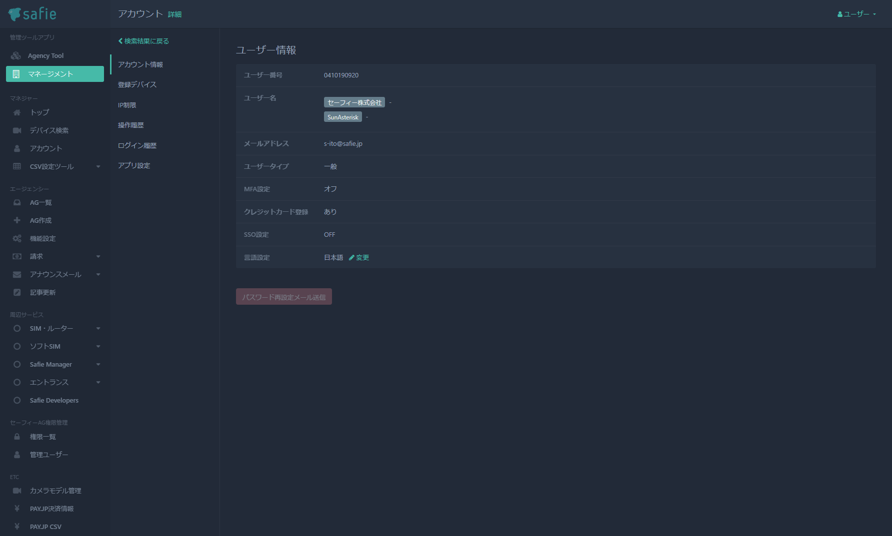 safie
管理ツールアプリ
Agency Tool
マネージメント
マネジャー
トップ
デバイス検索
アカウント
CSV設定ツール
エージェンシー
AG一覧
AG作成
機能設定
請求
アナウンスメール
記事更新
周辺サービス
SIM・ルーター
ソフトSIM
Safie Manager
エントランス
Safie Developers
セーフィーAG権限管理
権限一覧
管理ユーザー
ETC
カメラモデル管理
PAY.JP決済情報
PAY.JP CSV
アカウント 詳細
ユーザー
検索結果に戻る
アカウント情報
登録デバイス
IP制限
操作履歴
ログイン履歴
アプリ設定
ユーザー情報
ユーザー番号 0410190920
ユーザー名 セーフィー株式会社 -
SunAsterisk -
メールアドレス s-ito@safie.jp
ユーザータイプ 一般
MFA設定 オフ
クレジットカード登録 あり
SSO設定 OFF
言語設定 日本語 変更
パスワード再設定メール送信